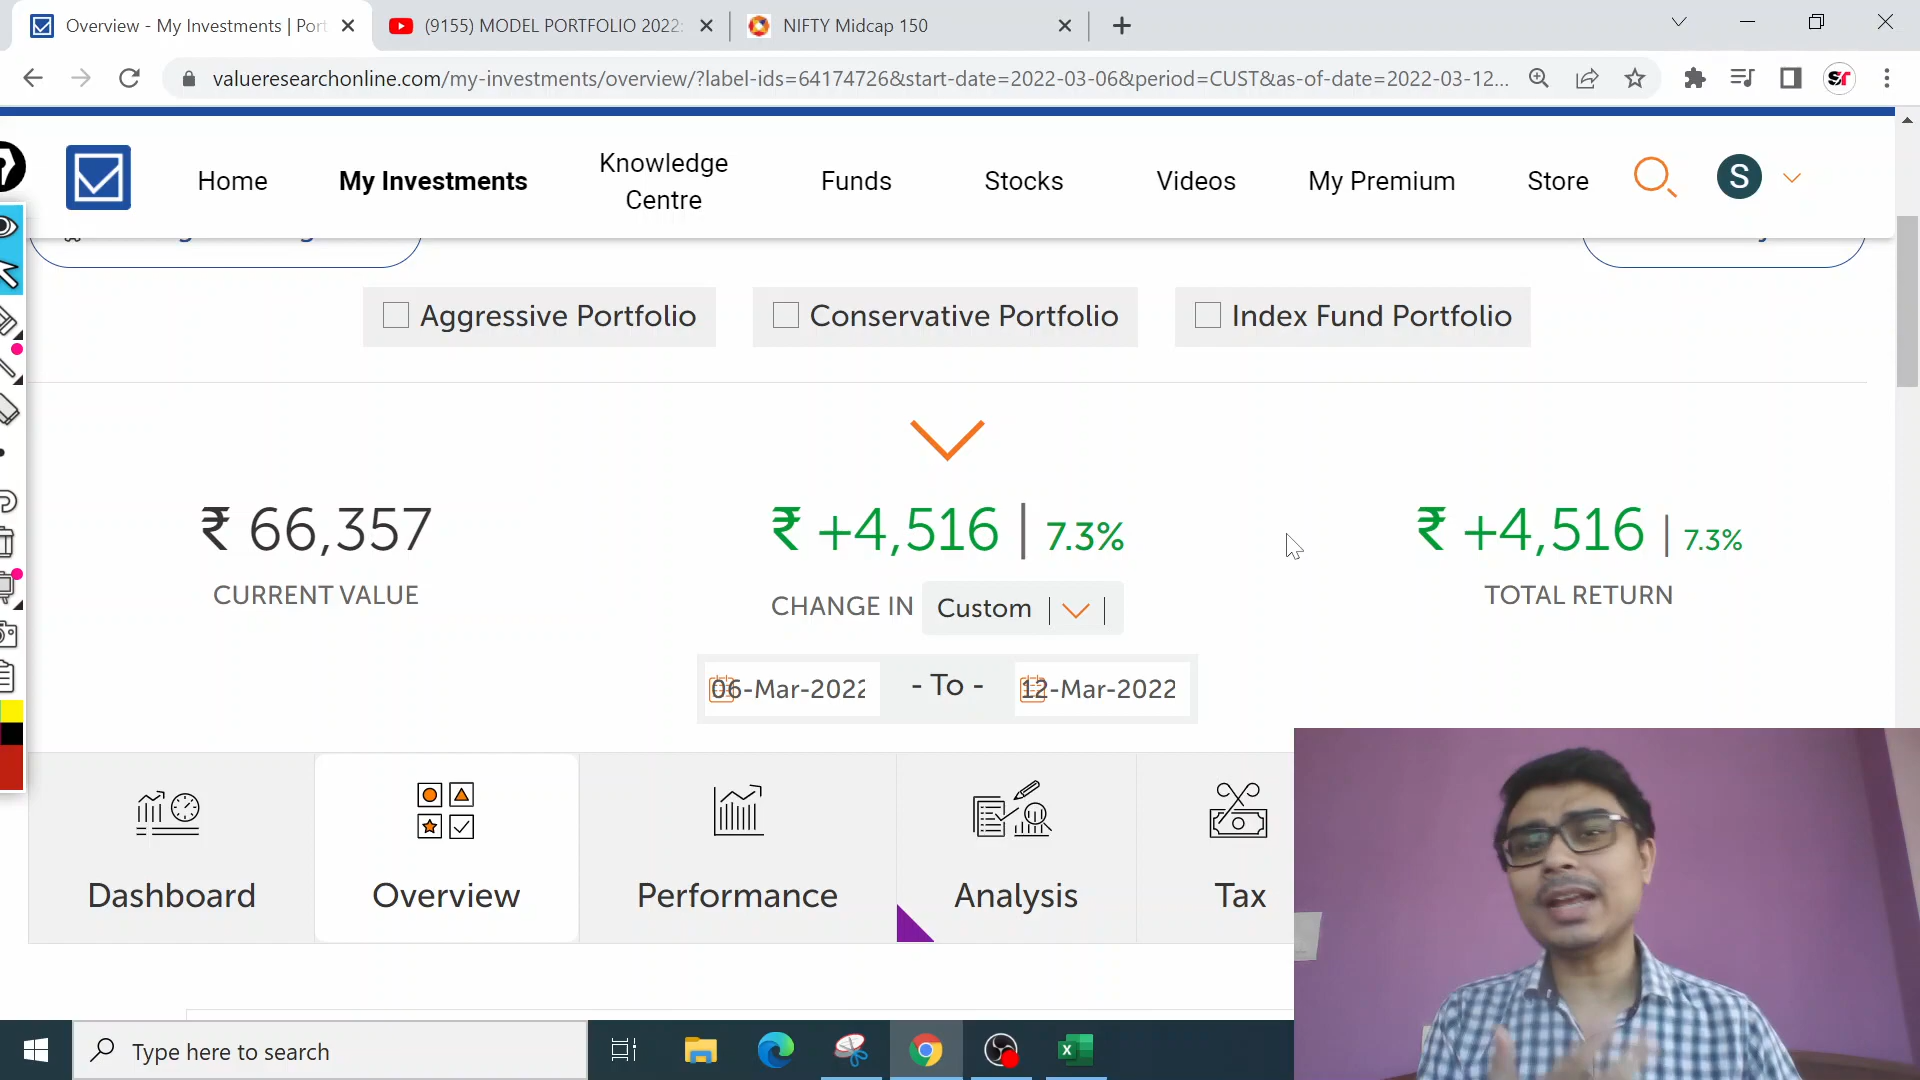 Overview - My Investments | Port
(9155) MODEL PORTFOLIO 2022:
NIFTY Midcap 150
valueresearchonline.com/my-investments/overview/?label-ids=64174726&start-date=2022-03-06&period=CUST&as-of-date=2022-03-12...
sr
Home
My Investments
Knowledge
Centre
Funds
Stocks
Videos
My Premium
Store
S
Aggressive Portfolio
Conservative Portfolio
Index Fund Portfolio
₹ 66,357
CURRENT VALUE
₹ +4,516 | 7.3%
CHANGE IN Custom
06-Mar-2022 - To - 12-Mar-2022
₹ +4,516 | 7.3%
TOTAL RETURN
Dashboard
Overview
Performance
Analysis
Tax
Type here to search